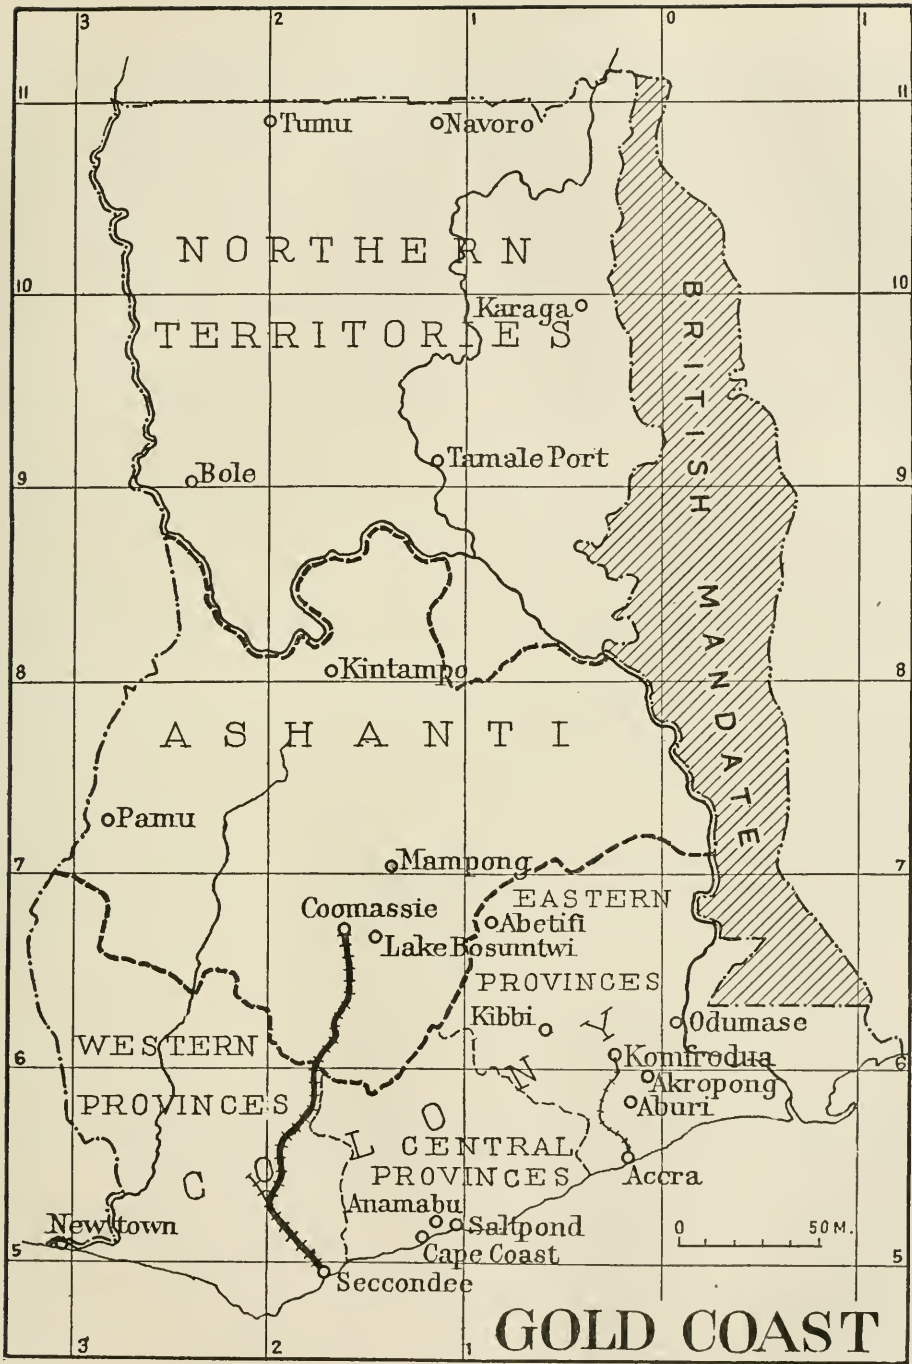 3 2 1 0 1
11 11
Tumu
Navoro
NORTHERN
10 10
Karaga
TERRITORIES
BRITISH MANDATE
Tamale Port
Bole
9 9
8 8
Kintampo
ASHANTI
Pamu
Mampong
7 7
EASTERN
Coomassie
Abetifi
Lake Bosuntwi
PROVINCES
Kibbi
Odumase
WESTERN
Komfrodua
6 6
Akropong
PROVINCES
Aburi
COLONY
CENTRAL
PROVINCES
Accra
Anamabu
Newtown
Saltpond
0 50 M.
Cape Coast
5 5
Seccondee
GOLD COAST
3 2 1 1